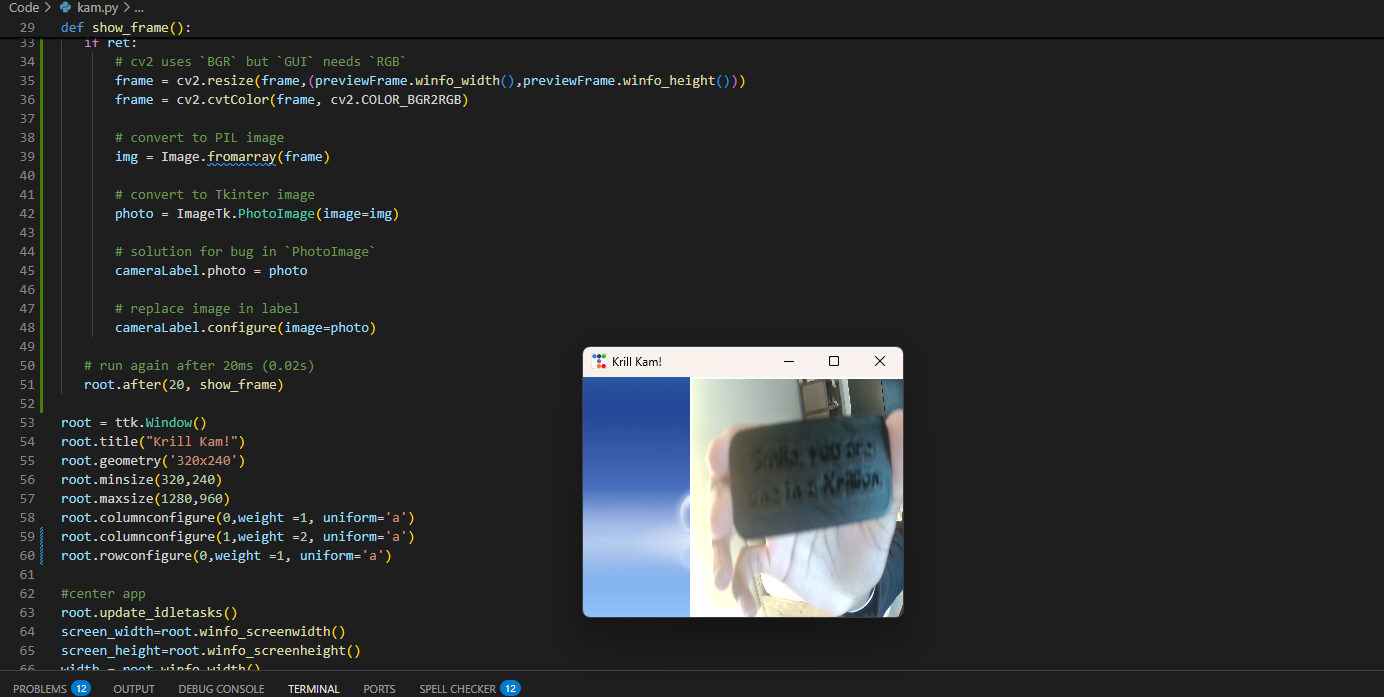 Code > kam.py > ...
29 def show_frame():
33 if ret:
34 # cv2 uses `BGR` but `GUI` needs `RGB`
35 frame = cv2.resize(frame,(previewFrame.winfo_width(),previewFrame.winfo_height()))
36 frame = cv2.cvtColor(frame, cv2.COLOR_BGR2RGB)
37
38 # convert to PIL image
39 img = Image.fromarray(frame)
40
41 # convert to Tkinter image
42 photo = ImageTk.PhotoImage(image=img)
43
44 # solution for bug in `PhotoImage`
45 cameraLabel.photo = photo
46
47 # replace image in label
48 cameraLabel.configure(image=photo)
49
50 # run again after 20ms (0.02s)
51 root.after(20, show_frame)
52
53 root = ttk.Window()
54 root.title("Krill Kam!")
55 root.geometry('320x240')
56 root.minsize(320,240)
57 root.maxsize(1280,960)
58 root.columnconfigure(0,weight =1, uniform='a')
59 root.columnconfigure(1,weight =2, uniform='a')
60 root.rowconfigure(0,weight =1, uniform='a')
61
62 #center app
63 root.update_idletasks()
64 screen_width=root.winfo_screenwidth()
65 screen_height=root.winfo_screenheight()
66 width = root.winfo_width()
Krill Kam!
Smile, you are
one in a Krillion
PROBLEMS 12 OUTPUT DEBUG CONSOLE TERMINAL PORTS SPELL CHECKER 12